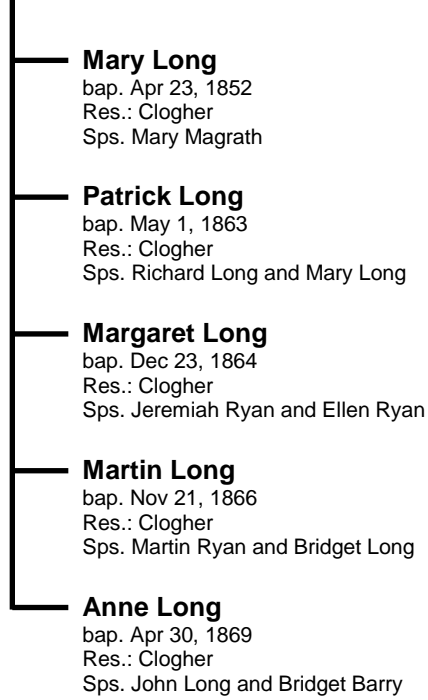 Mary Long
bap. Apr 23, 1852
Res.: Clogher
Sps. Mary Magrath
Patrick Long
bap. May 1, 1863
Res.: Clogher
Sps. Richard Long and Mary Long
Margaret Long
bap. Dec 23, 1864
Res.: Clogher
Sps. Jeremiah Ryan and Ellen Ryan
Martin Long
bap. Nov 21, 1866
Res.: Clogher
Sps. Martin Ryan and Bridget Long
Anne Long
bap. Apr 30, 1869
Res.: Clogher
Sps. John Long and Bridget Barry